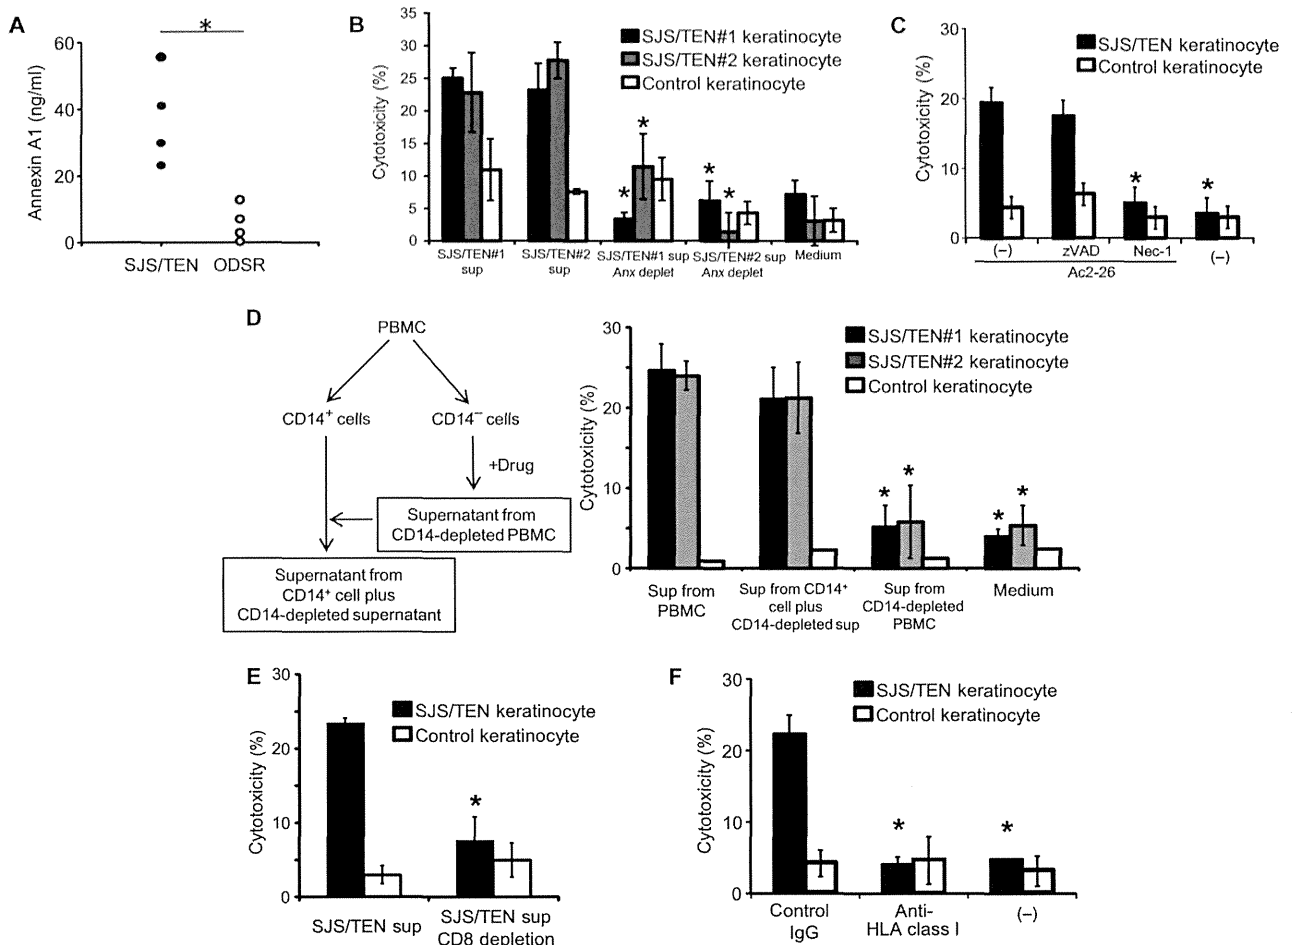 A
*
60
40
20
0
Annexin A1 (ng/ml)
SJS/TEN ODSR
B
35
30
25
20
15
10
5
0
Cytotoxicity (%)
SJS/TEN#1 keratinocyte
SJS/TEN#2 keratinocyte
Control keratinocyte
*
*
*
*
SJS/TEN#1
sup
SJS/TEN#2
sup
SJS/TEN#1 sup
Anx deplet
SJS/TEN#2 sup
Anx deplet
Medium
C
30
20
10
0
Cytotoxicity (%)
SJS/TEN keratinocyte
Control keratinocyte
*
*
(–)
zVAD
Nec-1
(–)
Ac2-26
D
PBMC
CD14+ cells
CD14– cells
+Drug
Supernatant from
CD14-depleted PBMC
Supernatant from
CD14+ cell plus
CD14-depleted supernatant
30
20
10
0
Cytotoxicity (%)
SJS/TEN#1 keratinocyte
SJS/TEN#2 keratinocyte
Control keratinocyte
*
*
*
*
Sup from
PBMC
Sup from CD14+
cell plus
CD14-depleted sup
Sup from
CD14-depleted
PBMC
Medium
E
30
20
10
0
Cytotoxicity (%)
SJS/TEN keratinocyte
Control keratinocyte
*
SJS/TEN sup
SJS/TEN sup
CD8 depletion
F
30
20
10
0
Cytotoxicity (%)
SJS/TEN keratinocyte
Control keratinocyte
*
*
Control
IgG
Anti-
HLA class I
(–)